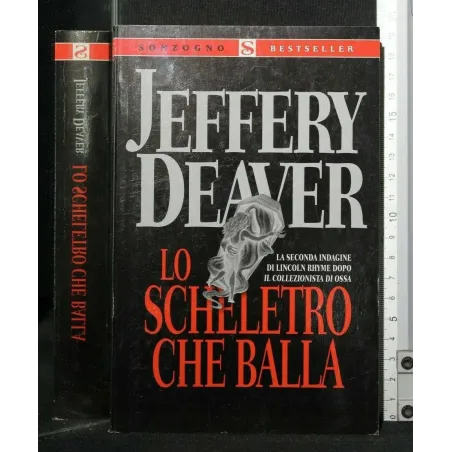 SONZOGNO S BESTSELLER
JEFFERY
DEAVER
LA SECONDA INDAGINE
DI LINCOLN RHYME DOPO
IL COLLEZIONISTA DI OSSA
LO
SCHELETRO
CHE BALLA
S
JEFFERY DEAVER
LO SCHELETRO CHE BALLA